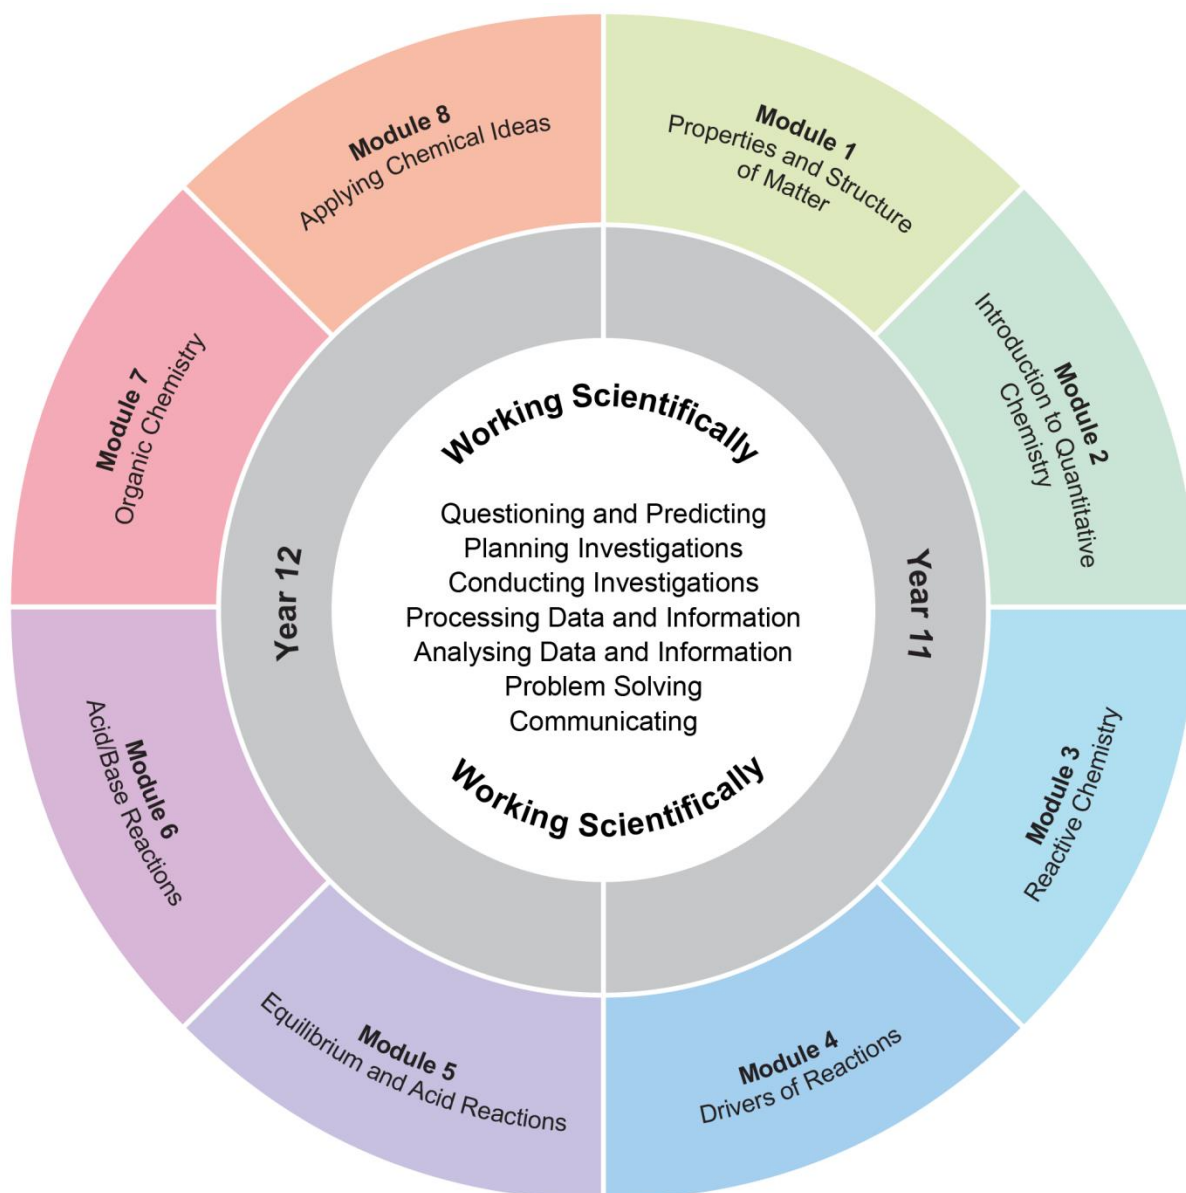 Module 1
Properties and Structure
of Matter
Module 2
Introduction to Quantitative
Chemistry
Module 3
Reactive Chemistry
Module 4
Drivers of Reactions
Module 5
Equilibrium and Acid Reactions
Module 6
Acid/Base Reactions
Module 7
Organic Chemistry
Module 8
Applying Chemical Ideas
Year 11
Year 12
Working Scientifically
Questioning and Predicting
Planning Investigations
Conducting Investigations
Processing Data and Information
Analysing Data and Information
Problem Solving
Communicating
Working Scientifically